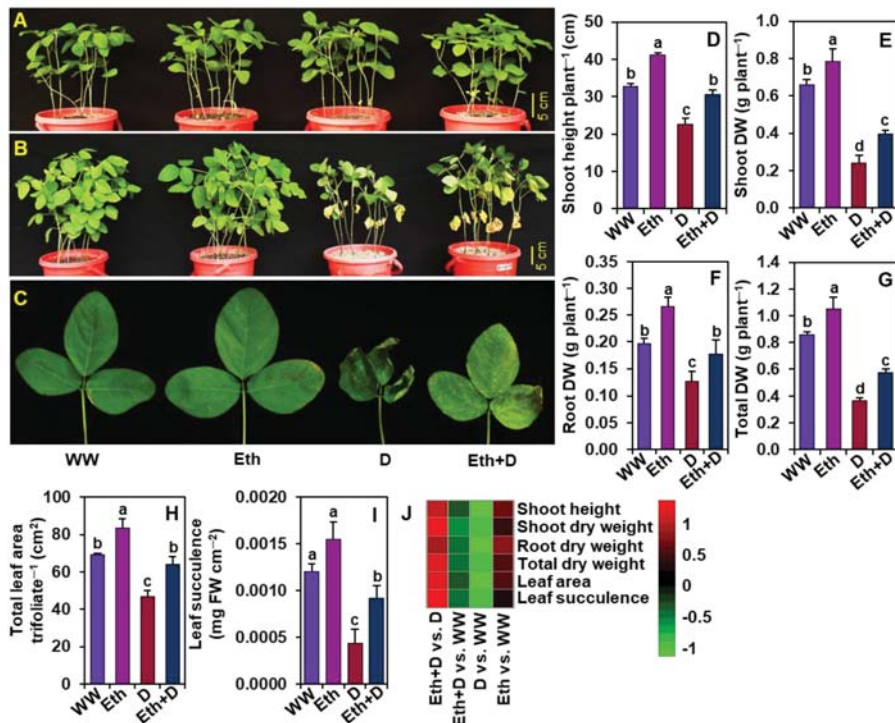 A
5 cm
B
5 cm
C
WW Eth D Eth+D
D
Shoot height plant⁻¹ (cm)
50
40
30
20
10
0
b a c b
WW Eth D Eth+D
E
Shoot DW (g plant⁻¹)
1.0
0.8
0.6
0.4
0.2
0.0
b a d c
WW Eth D Eth+D
F
Root DW (g plant⁻¹)
0.35
0.30
0.25
0.20
0.15
0.10
0.05
0.00
b a c b
WW Eth D Eth+D
G
Total DW (g plant⁻¹)
1.4
1.2
1.0
0.8
0.6
0.4
0.2
0.0
b a d c
WW Eth D Eth+D
H
Total leaf area
trifoliate⁻¹ (cm²)
100
80
60
40
20
0
b a c b
WW Eth D Eth+D
I
Leaf succulence
(mg FW cm⁻²)
0.0020
0.0015
0.0010
0.0005
0.0000
a a c b
WW Eth D Eth+D
J
Shoot height
Shoot dry weight
Root dry weight
Total dry weight
Leaf area
Leaf succulence
Eth+D vs. D
Eth+D vs. WW
D vs. WW
Eth vs. WW
1
0.5
0
-0.5
-1